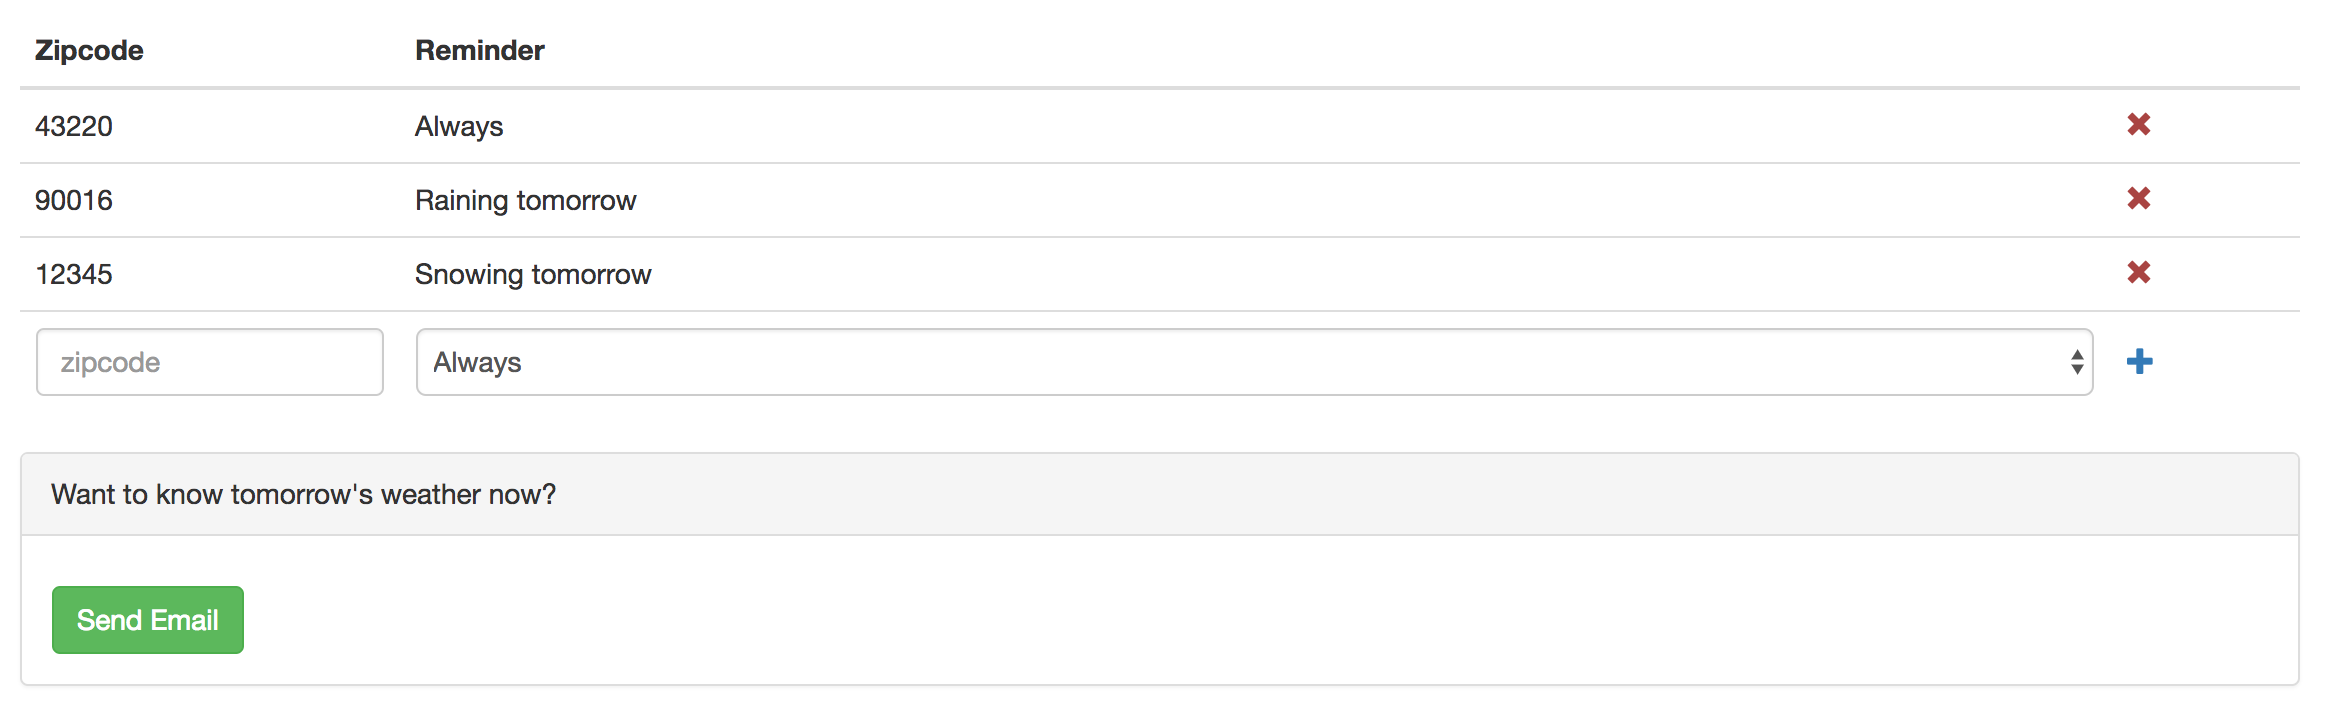 Zipcode Reminder
43220 Always
90016 Raining tomorrow
12345 Snowing tomorrow
zipcode Always
Want to know tomorrow's weather now?
Send Email